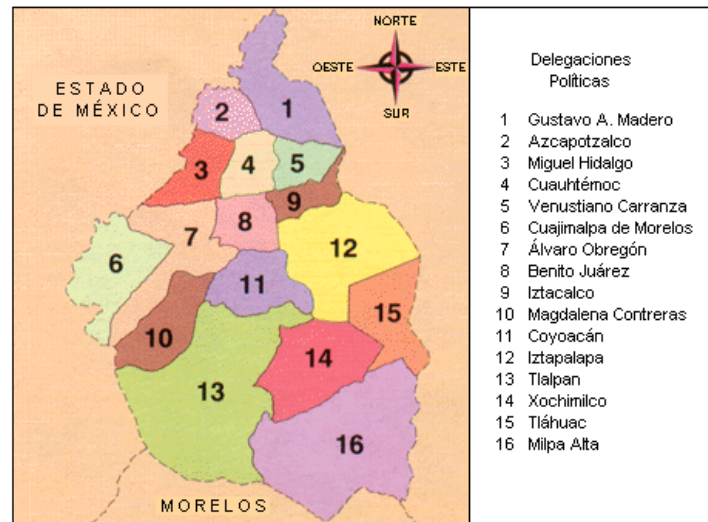 NORTE
OESTE
ESTE
SUR
ESTADO
DE MÉXICO
1
2
3
4
5
9
8
7
6
12
11
15
10
14
13
16
MORELOS
Delegaciones
Políticas
1 Gustavo A. Madero
2 Azcapotzalco
3 Miguel Hidalgo
4 Cuauhtémoc
5 Venustiano Carranza
6 Cuajimalpa de Morelos
7 Álvaro Obregón
8 Benito Juárez
9 Iztacalco
10 Magdalena Contreras
11 Coyoacán
12 Iztapalapa
13 Tlalpan
14 Xochimilco
15 Tláhuac
16 Milpa Alta